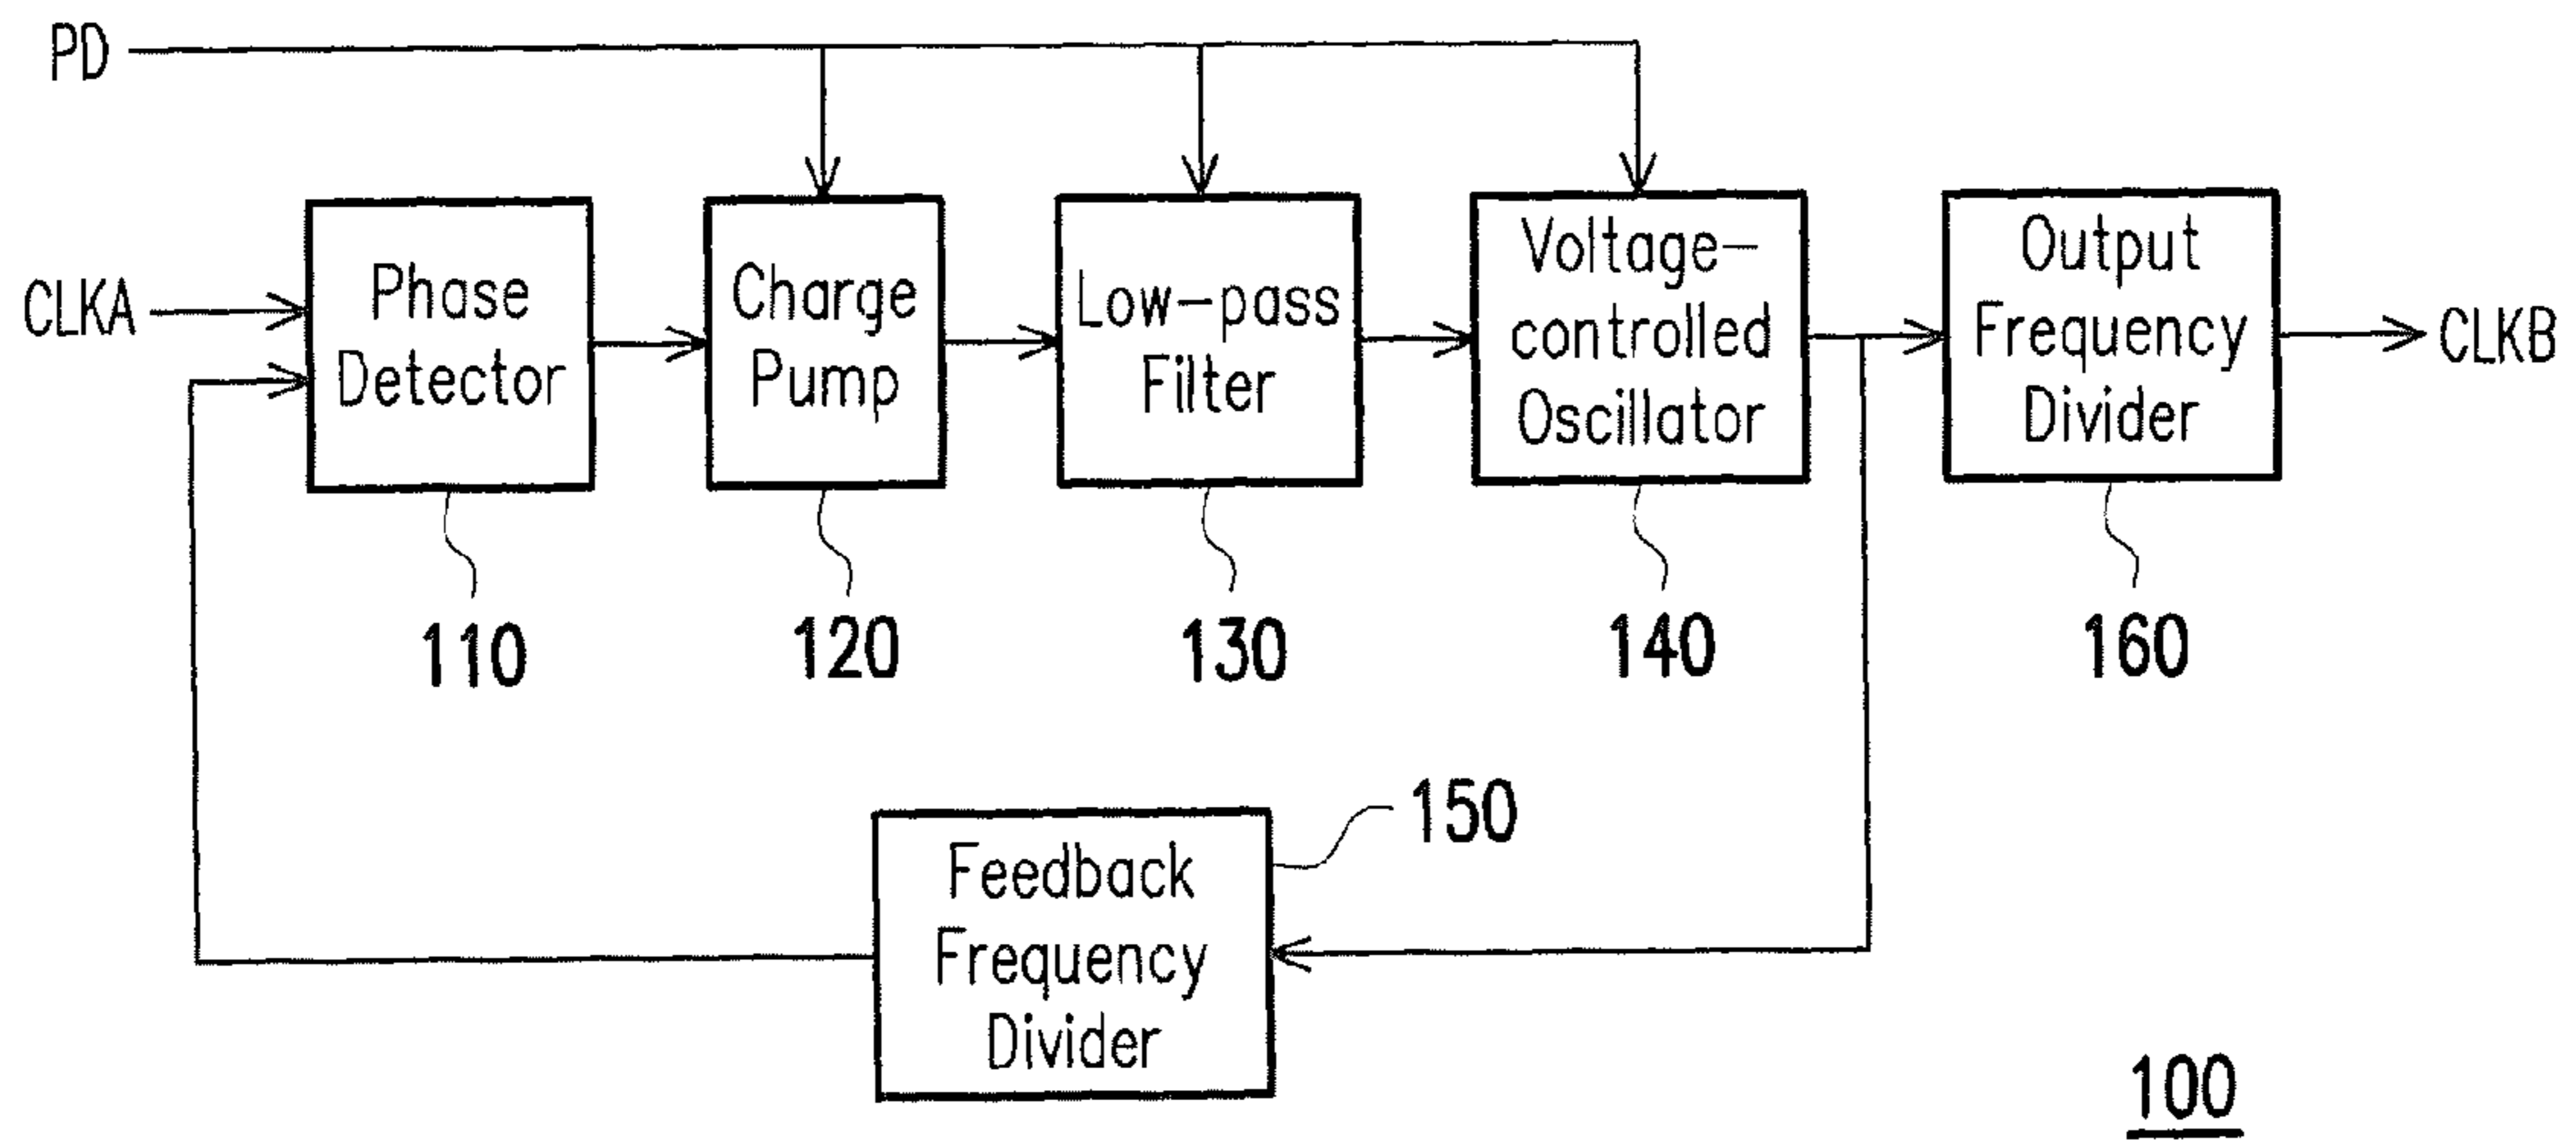 PD
CLKA
Phase
Detector
Charge
Pump
Low-pass
Filter
Voltage-
controlled
Oscillator
Output
Frequency
Divider
CLKB
110
120
130
140
160
150
Feedback
Frequency
Divider
100